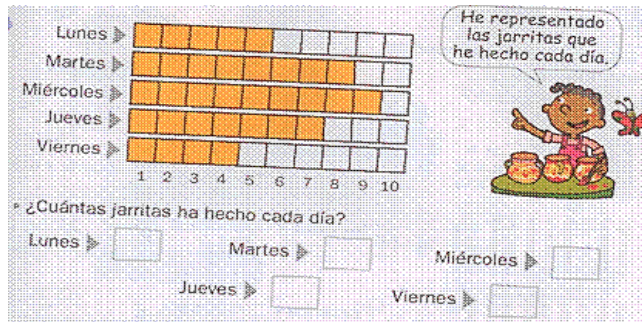 He representado
las jarritas que
he hecho cada día.
Lunes
Martes
Miércoles
Jueves
Viernes
1 2 3 4 5 6 7 8 9 10
¿Cuántas jarritas ha hecho cada día?
Lunes
Martes
Miércoles
Jueves
Viernes